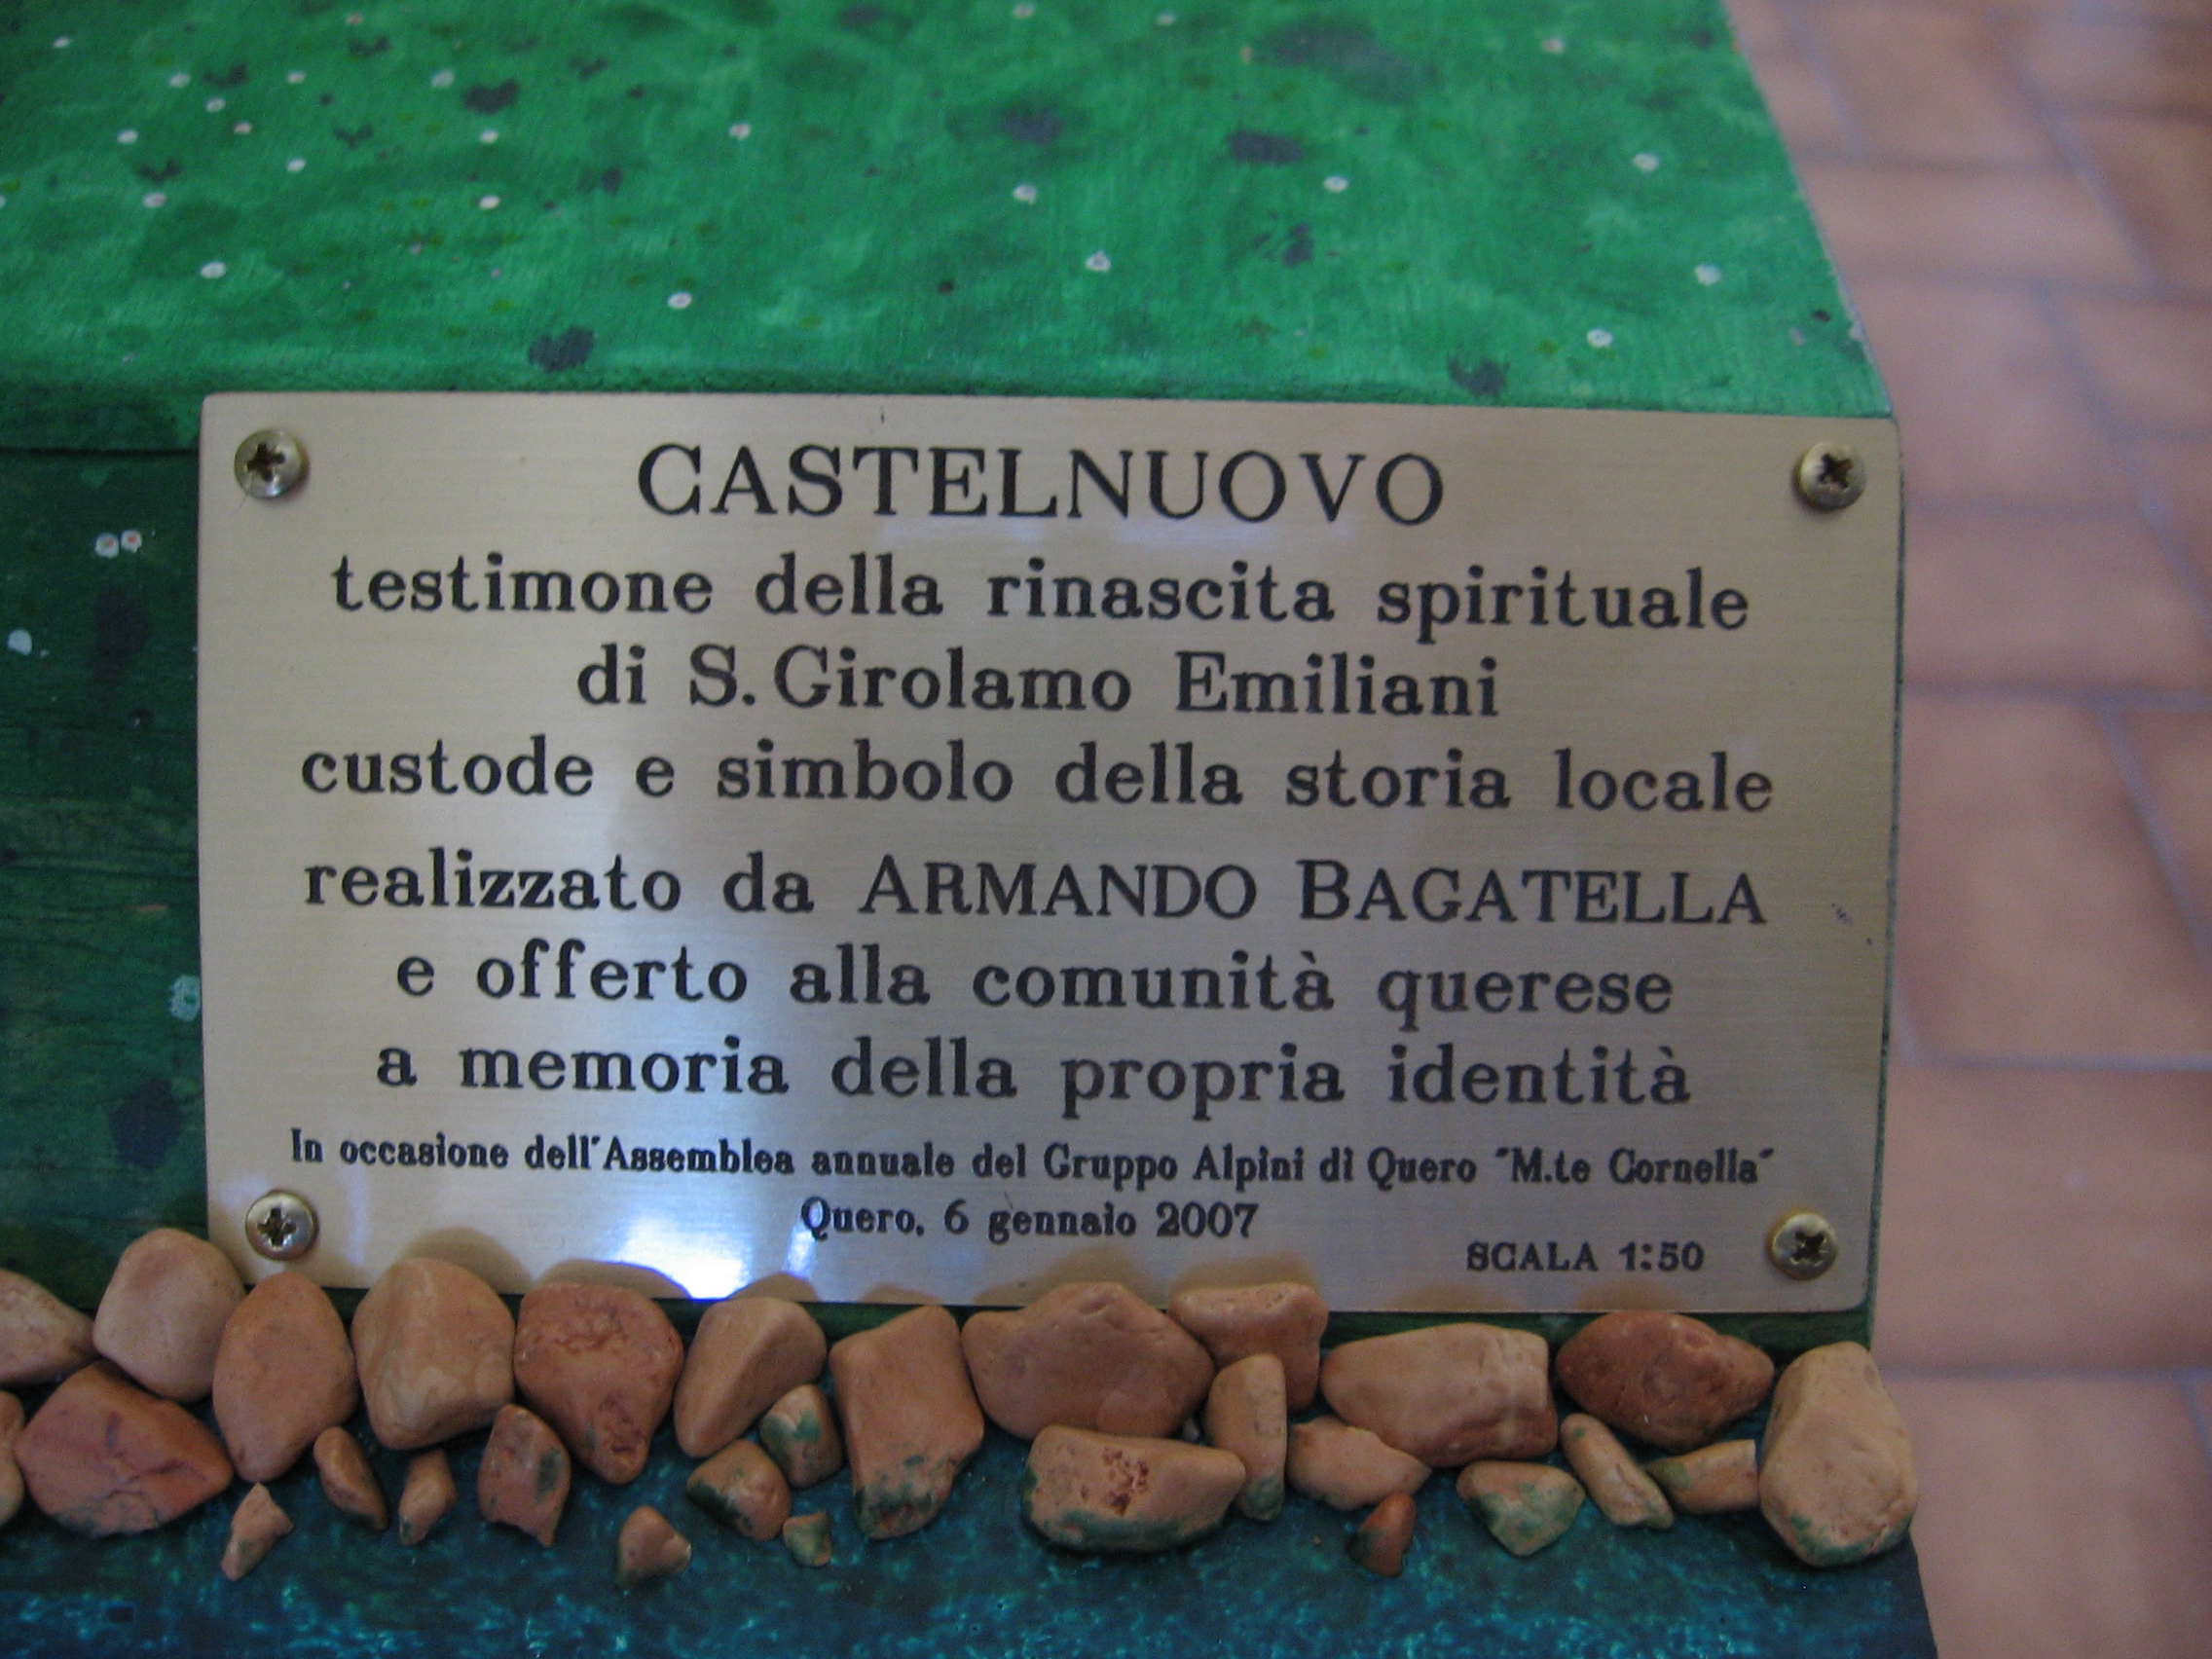 CASTELNUOVO
testimone della rinascita spirituale
di S. Girolamo Emiliani
custode e simbolo della storia locale
realizzato da ARMANDO BAGATELLA
e offerto alla comunità querese
a memoria della propria identità
In occasione dell'Assemblea annuale del Gruppo Alpini di Quero "M.te Cornella"
Quero, 6 gennaio 2007
SCALA 1:50